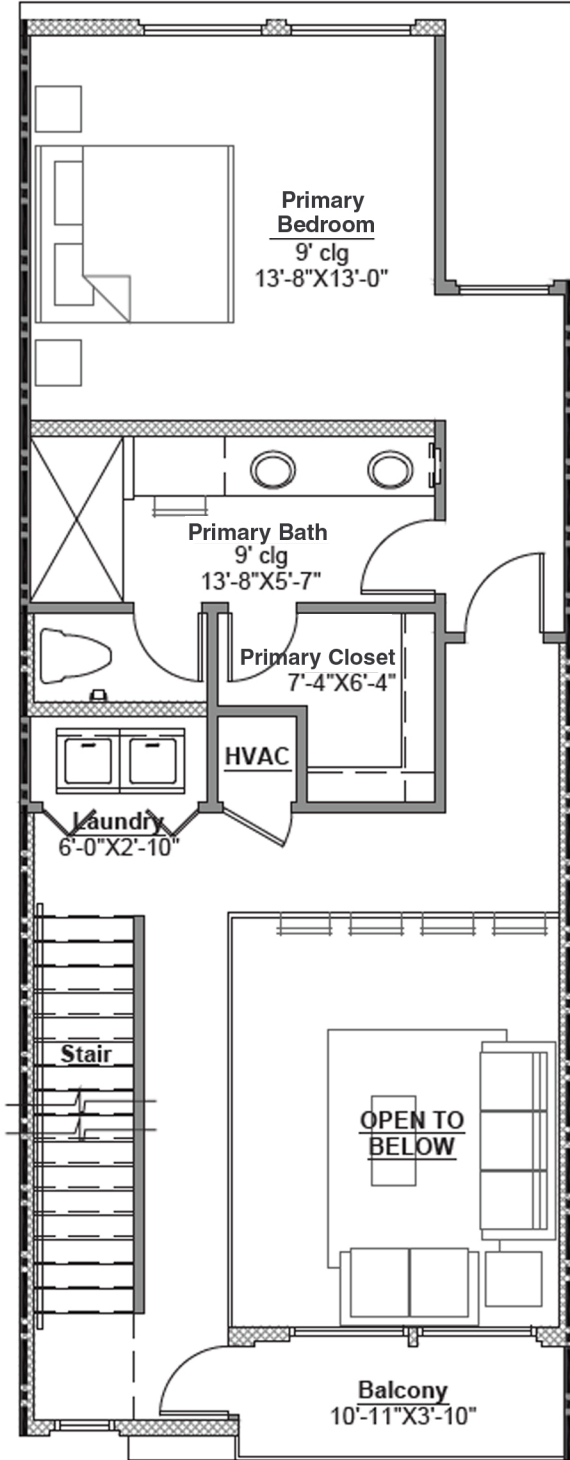 Primary
Bedroom
9' clg
13'-8"X13'-0"
Primary Bath
9' clg
13'-8"X5'-7"
Primary Closet
7'-4"X6'-4"
HVAC
Laundry
6'-0"X2'-10"
Stair
OPEN TO
BELOW
Balcony
10'-11"X3'-10"